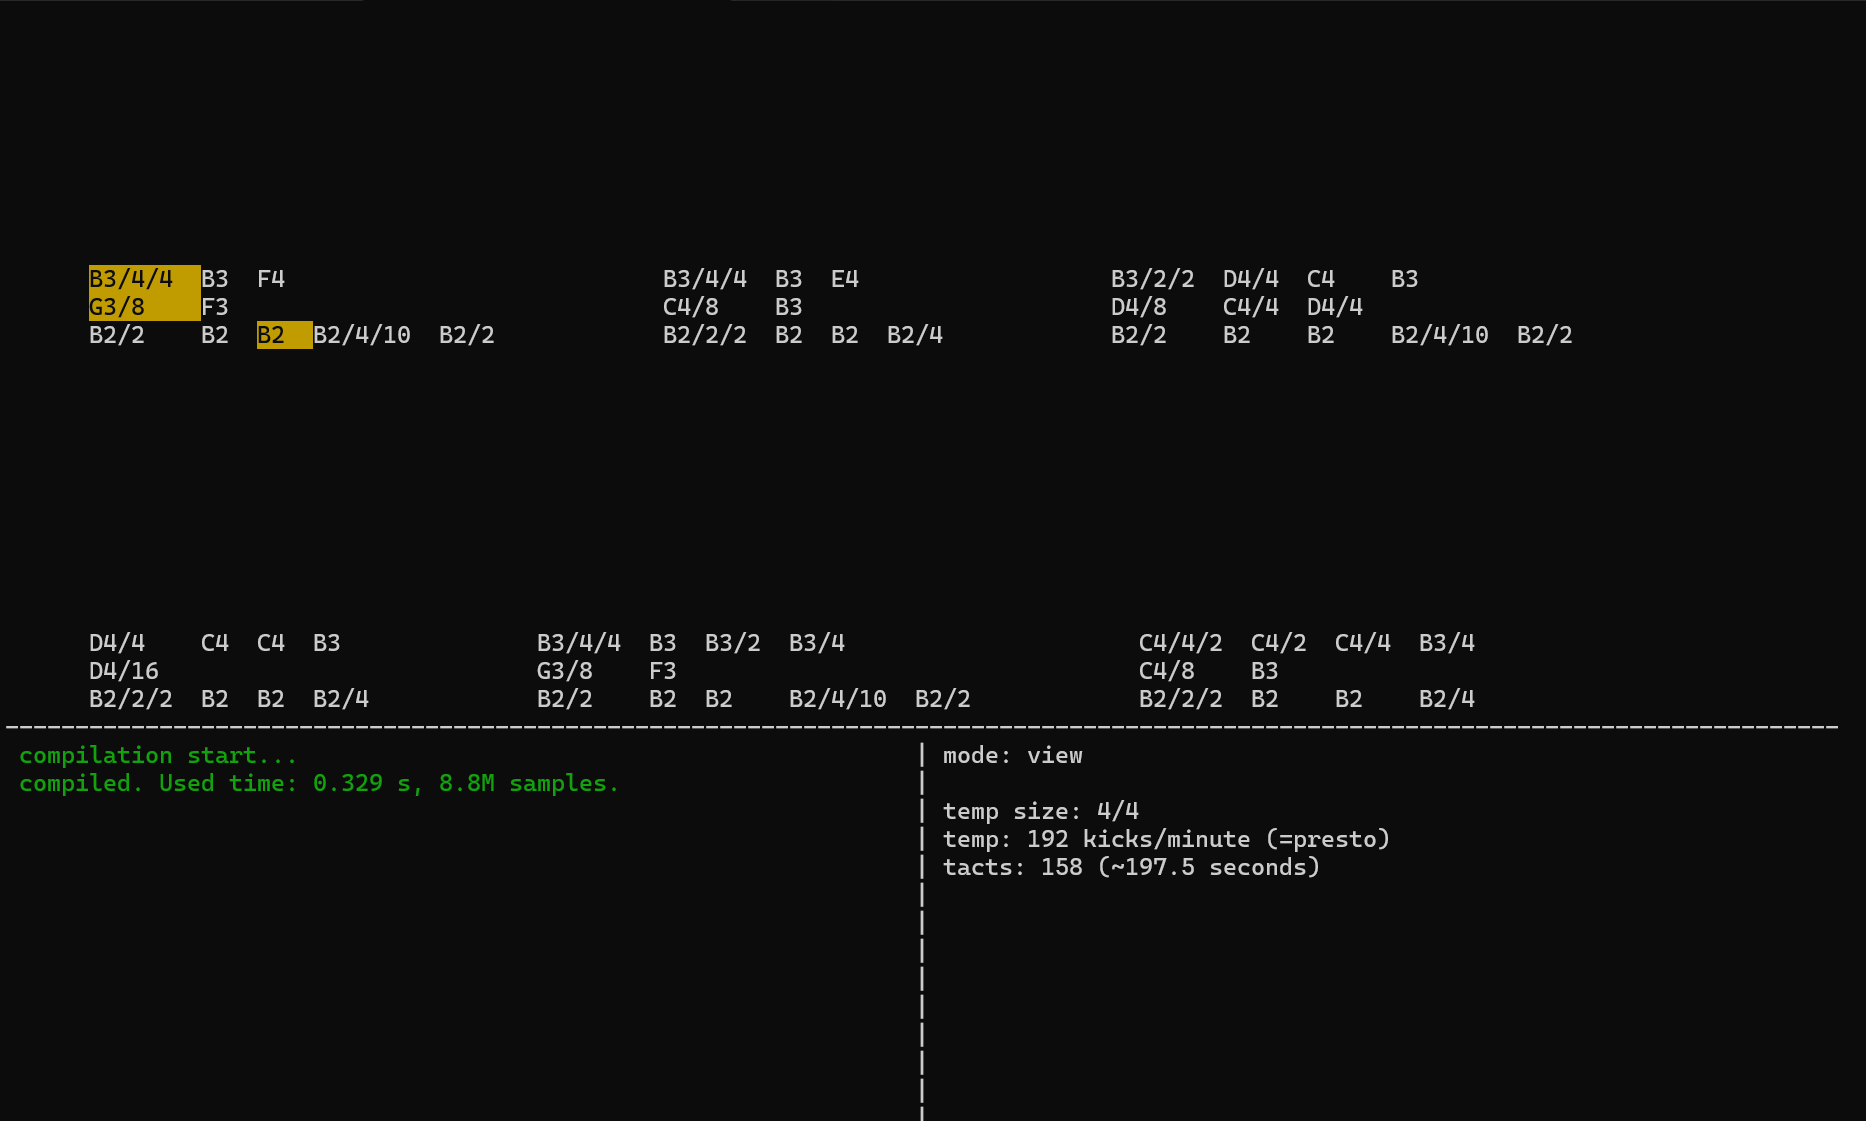 B3/4/4 B3 F4 B3/4/4 B3 E4 B3/2/2 D4/4 C4 B3
G3/8 F3 C4/8 B3 D4/8 C4/4 D4/4
B2/2 B2 B2 B2/4/10 B2/2 B2/2/2 B2 B2 B2/4 B2/2 B2 B2 B2/4/10 B2/2
D4/4 C4 C4 B3 B3/4/4 B3 B3/2 B3/4 C4/4/2 C4/2 C4/4 B3/4
D4/16 G3/8 F3 C4/8 B3
B2/2/2 B2 B2 B2/4 B2/2 B2 B2 B2/4/10 B2/2 B2/2/2 B2 B2 B2/4
compilation start...
compiled. Used time: 0.329 s, 8.8M samples.
mode: view
temp size: 4/4
temp: 192 kicks/minute (=presto)
tacts: 158 (~197.5 seconds)